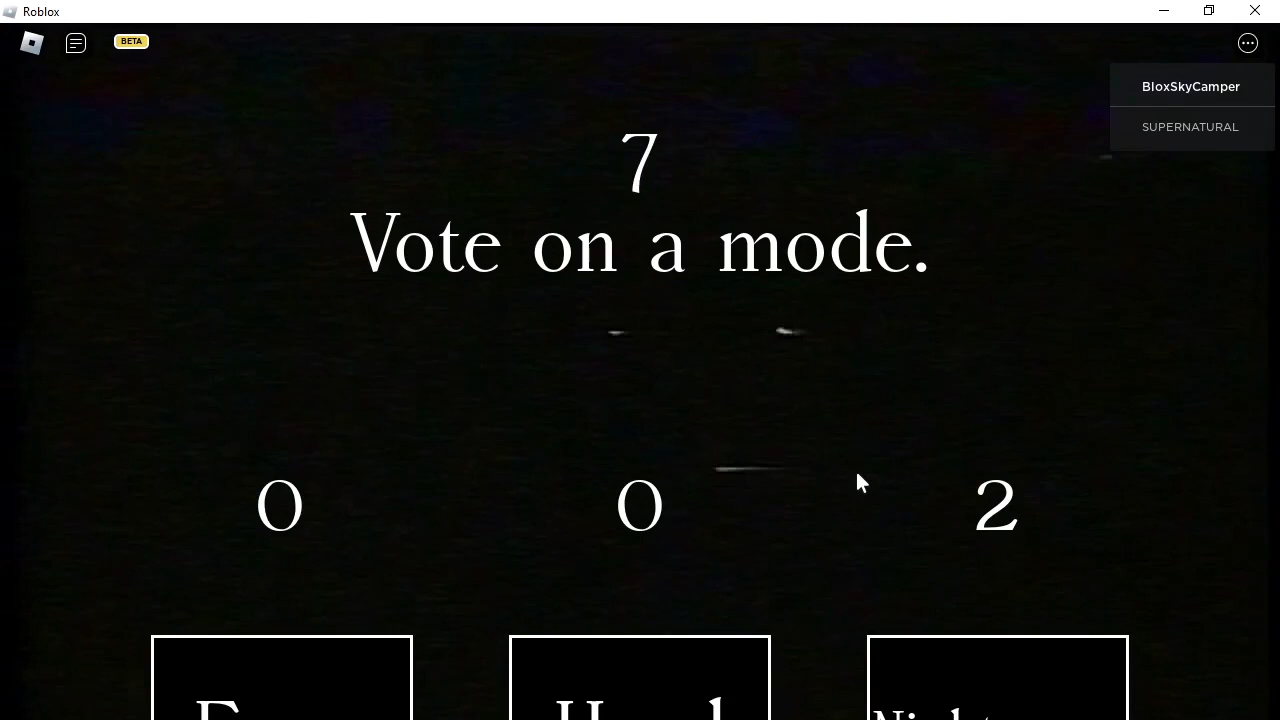 Roblox
BETA
BloxSkyCamper
SUPERNATURAL
7
Vote on a mode.
0 0 2